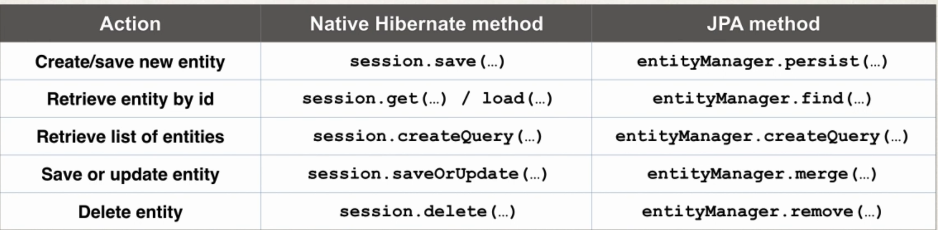 Action Native Hibernate method JPA method
Create/save new entity session.save(…) entityManager.persist(…)
Retrieve entity by id session.get(…) / load(…) entityManager.find(…)
Retrieve list of entities session.createQuery(…) entityManager.createQuery(…)
Save or update entity session.saveOrUpdate(…) entityManager.merge(…)
Delete entity session.delete(…) entityManager.remove(…)